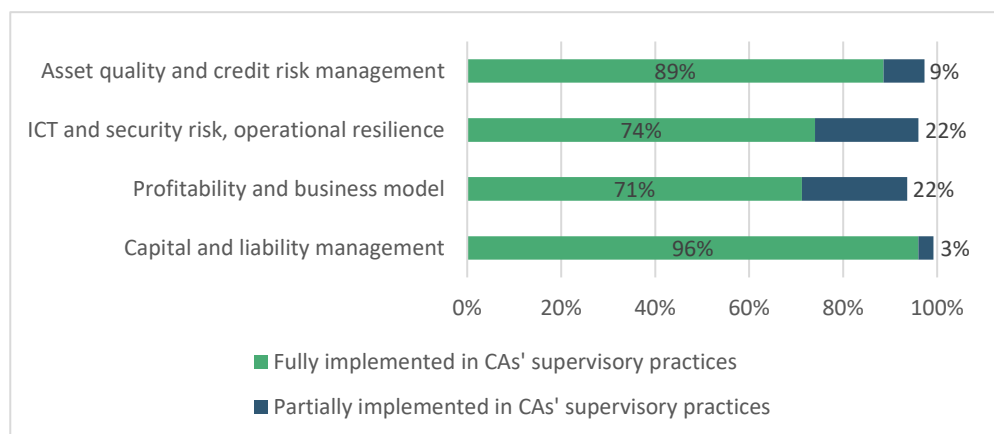 Asset quality and credit risk management 89% 9%
ICT and security risk, operational resilience 74% 22%
Profitability and business model 71% 22%
Capital and liability management 96% 3%
0% 20% 40% 60% 80% 100%
Fully implemented in CAs' supervisory practices
Partially implemented in CAs' supervisory practices